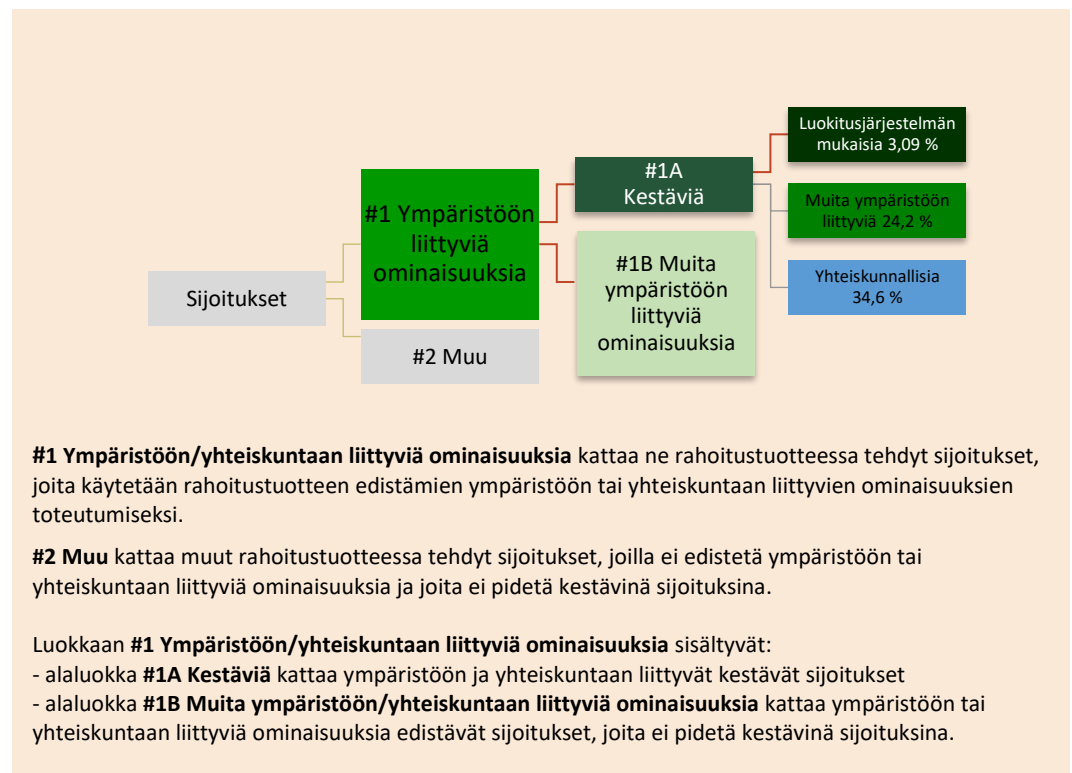 Sijoitukset
#1 Ympäristöön
liittyviä
ominaisuuksia
#2 Muu
#1A
Kestäviä
#1B Muita
ympäristöön
liittyviä
ominaisuuksia
Luokitusjärjestelmän
mukaisia 3,09 %
Muita ympäristöön
liittyviä 24,2 %
Yhteiskunnallisia
34,6 %
#1 Ympäristöön/yhteiskuntaan liittyviä ominaisuuksia kattaa ne rahoitustuotteessa tehdyt sijoitukset,
joita käytetään rahoitustuotteen edistämien ympäristöön tai yhteiskuntaan liittyvien ominaisuuksien
toteutumiseksi.
#2 Muu kattaa muut rahoitustuotteessa tehdyt sijoitukset, joilla ei edistetä ympäristöön tai
yhteiskuntaan liittyviä ominaisuuksia ja joita ei pidetä kestävinä sijoituksina.
Luokkaan #1 Ympäristöön/yhteiskuntaan liittyviä ominaisuuksia sisältyvät:
- alaluokka #1A Kestäviä kattaa ympäristöön ja yhteiskuntaan liittyvät kestävät sijoitukset
- alaluokka #1B Muita ympäristöön/yhteiskuntaan liittyviä ominaisuuksia kattaa ympäristöön tai
yhteiskuntaan liittyviä ominaisuuksia edistävät sijoitukset, joita ei pidetä kestävinä sijoituksina.